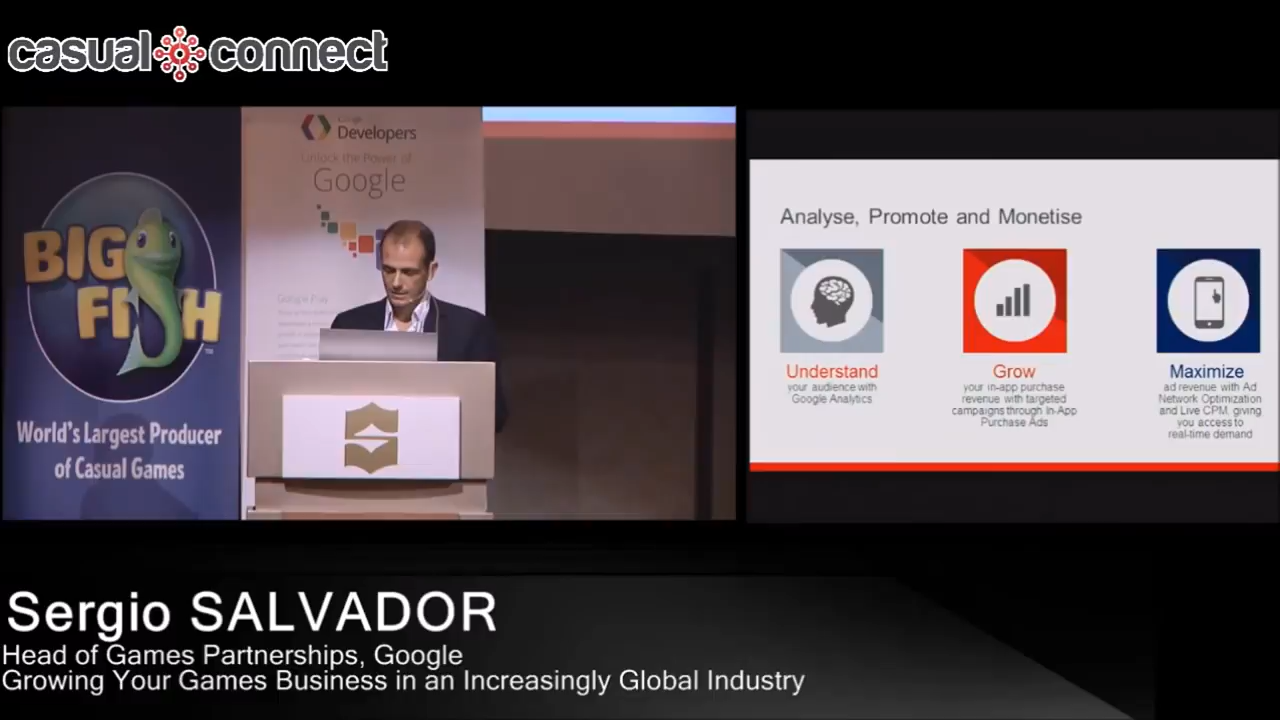 casual connect
Developers
Unlock the Power of
Google
BIG
FISH
TM
World's Largest Producer
of Casual Games
Google Play
Analyse, Promote and Monetise
Understand
your audience with
Google Analytics
Grow
your in-app purchase
revenue with targeted
campaigns through In-App
Purchase Ads
Maximize
ad revenue with Ad
Network Optimization
and Live CPM, giving
you access to
real-time demand
Sergio SALVADOR
Head of Games Partnerships, Google
Growing Your Games Business in an Increasingly Global Industry